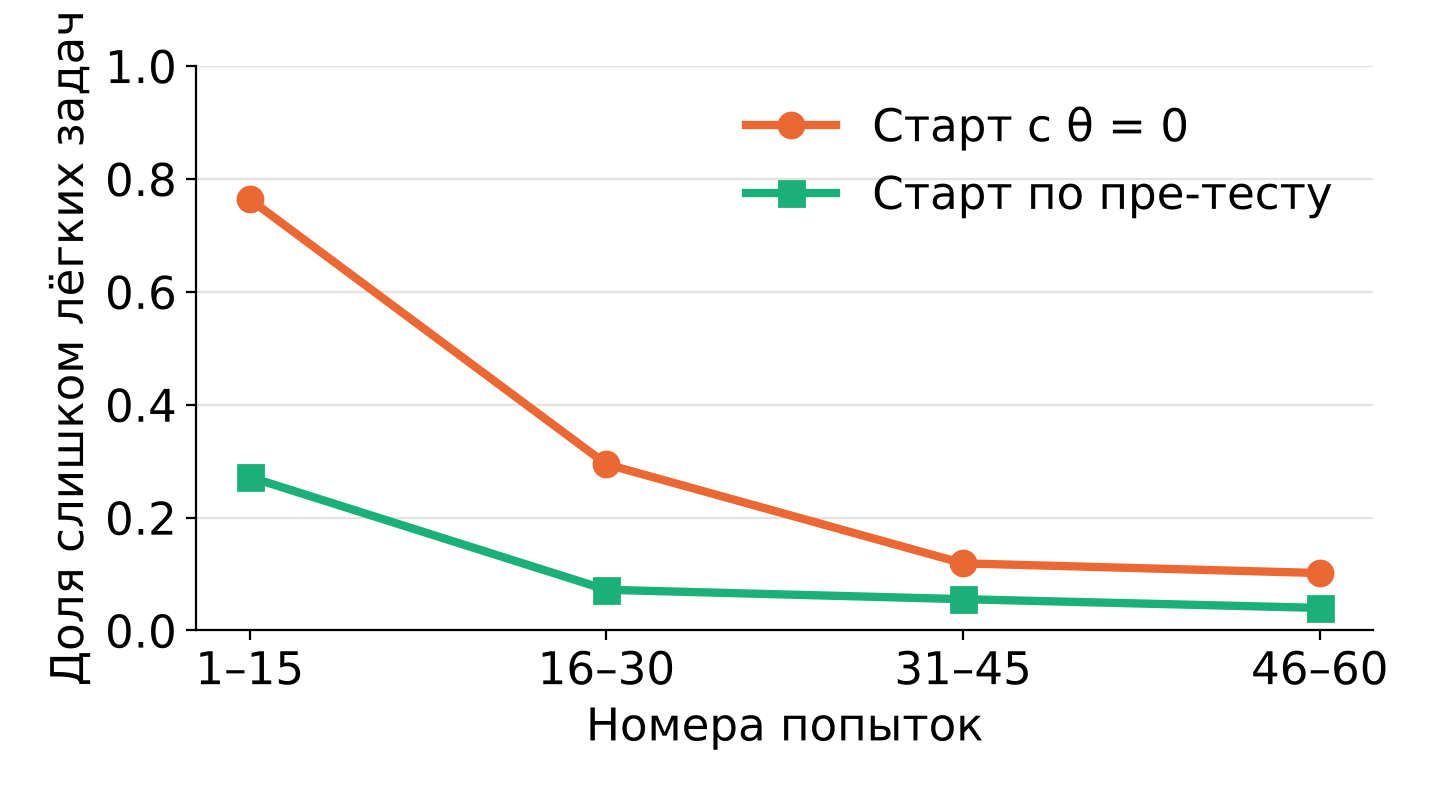 Доля слишком лёгких задач
1.0
0.8
0.6
0.4
0.2
0.0
Старт с θ = 0
Старт по пре-тесту
1–15
16–30
31–45
46–60
Номера попыток